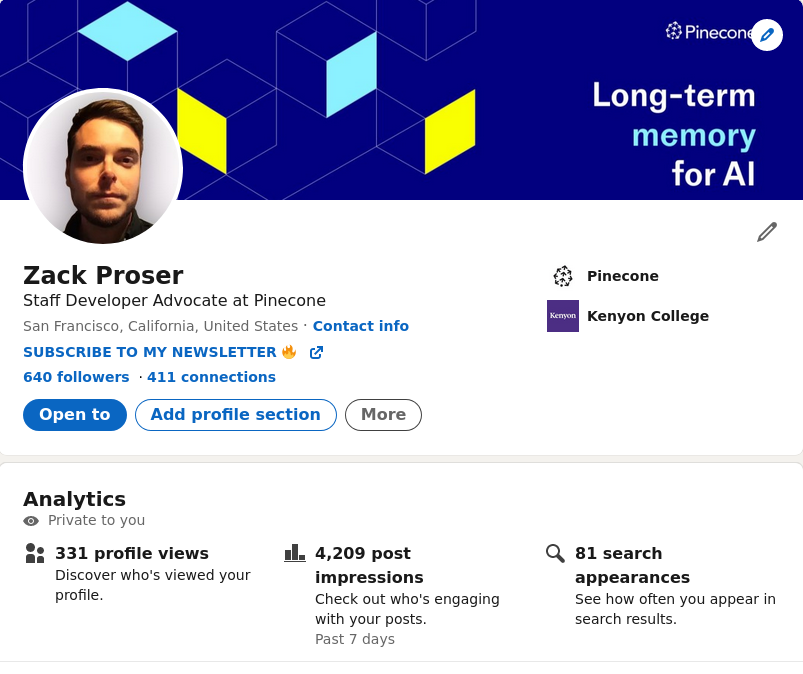 Pinecone
Long-term
memory
for AI
Zack Proser
Staff Developer Advocate at Pinecone
San Francisco, California, United States · Contact info
SUBSCRIBE TO MY NEWSLETTER 🔥
640 followers · 411 connections
Open to
Add profile section
More
Pinecone
Kenyon
Kenyon College
Analytics
Private to you
331 profile views
Discover who's viewed your
profile.
4,209 post
impressions
Check out who's engaging
with your posts.
Past 7 days
81 search
appearances
See how often you appear in
search results.